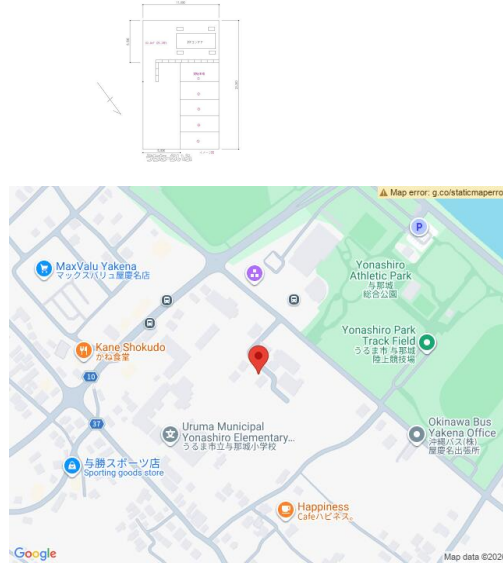 Map error: g.co/staticmaperro
P
MaxValu Yakena
マックスバリュ屋慶名店
Yonashiro
Athletic Park
与那城
総合公園
Kane Shokudo
かね食堂
Yonashiro Park
Track Field
うるま市 与那城
陸上競技場
10
37
Uruma Municipal
Yonashiro Elementary...
うるま市立与那城小学校
Okinawa Bus
Yakena Office
沖縄バス(株)
屋慶名出張所
与勝スポーツ店
Sporting goods store
Happiness
Cafeハピネス。
Google
Map data ©2026